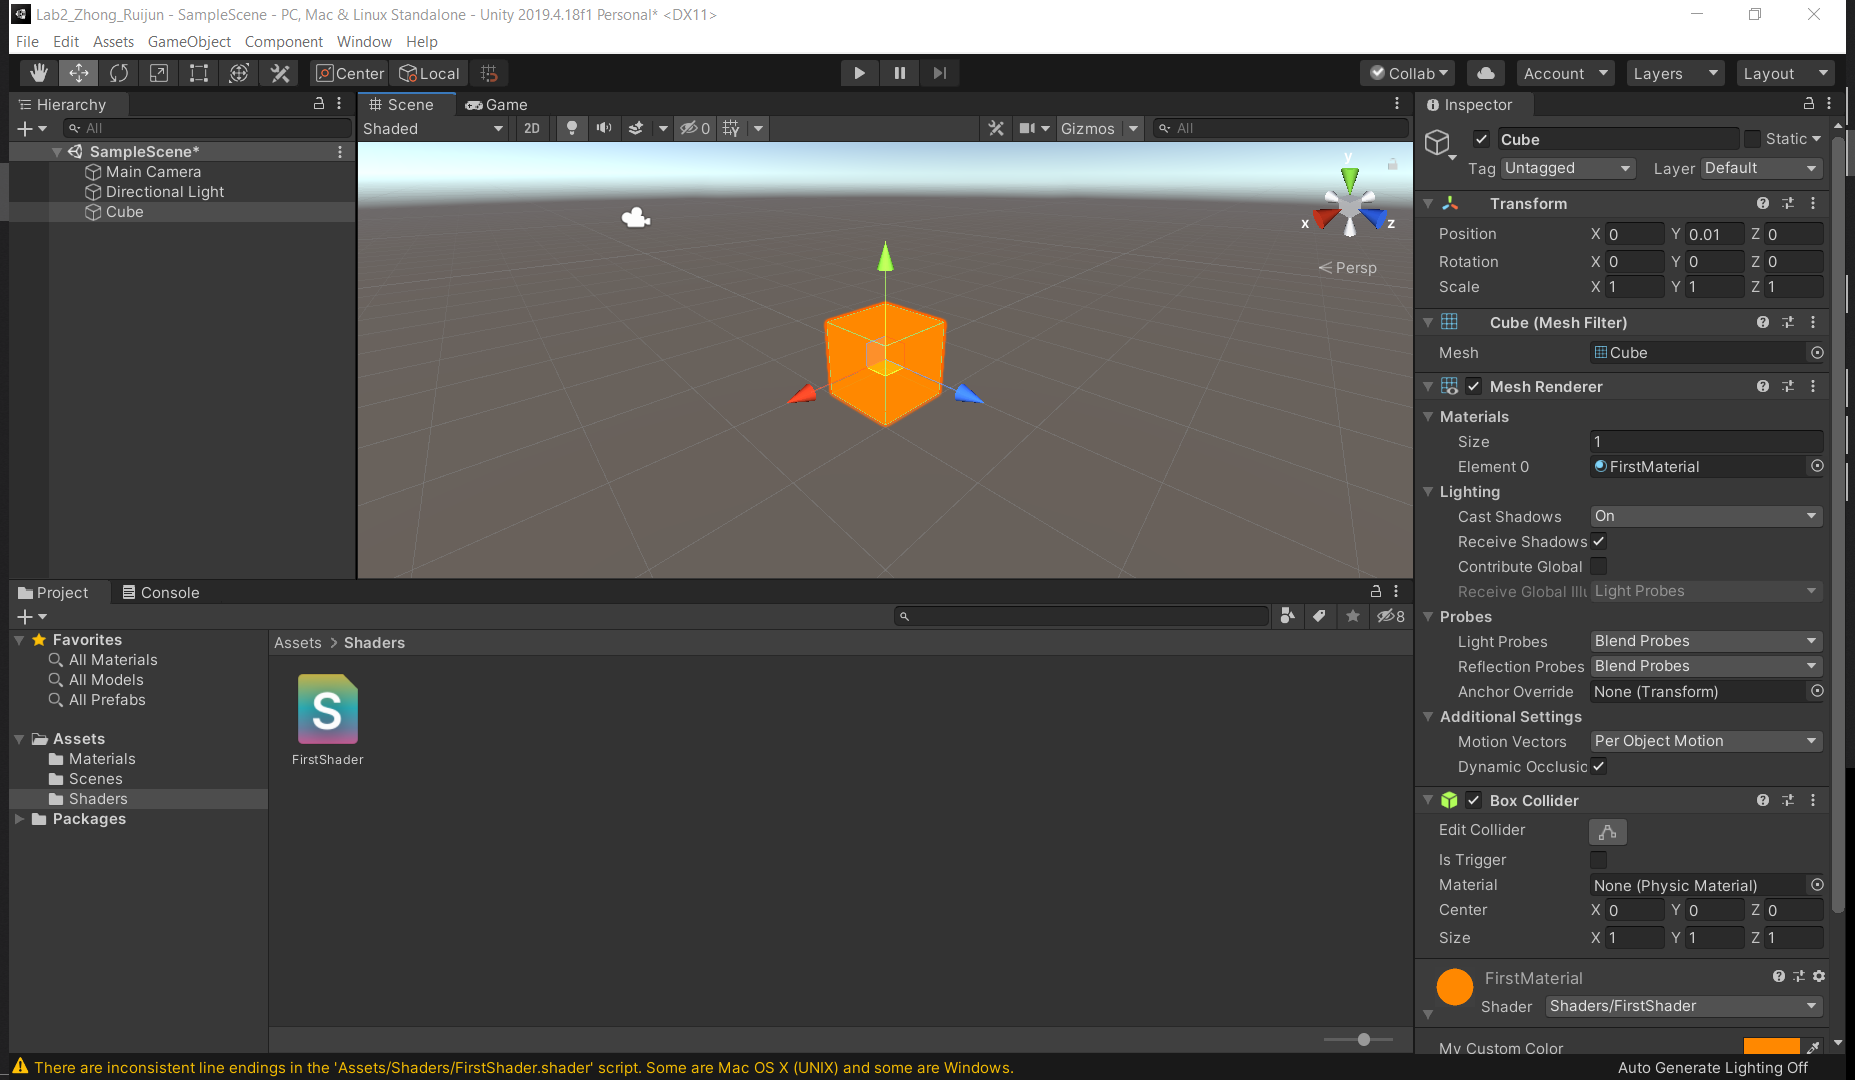 Lab2_Zhong_Ruijun - SampleScene - PC, Mac & Linux Standalone - Unity 2019.4.18f1 Personal* <DX11>
File Edit Assets GameObject Component Window Help
Center Local Collab Account Layers Layout
Hierarchy
All
SampleScene*
Main Camera
Directional Light
Cube
Scene Game
Shaded 2D 0 Gizmos All
y
x z
Persp
Inspector
Cube Static
Tag Untagged Layer Default
Transform
Position X 0 Y 0.01 Z 0
Rotation X 0 Y 0 Z 0
Scale X 1 Y 1 Z 1
Cube (Mesh Filter)
Mesh Cube
Mesh Renderer
Materials
Size 1
Element 0 FirstMaterial
Lighting
Cast Shadows On
Receive Shadows
Contribute Global
Receive Global Illu Light Probes
Probes
Light Probes Blend Probes
Reflection Probes Blend Probes
Anchor Override None (Transform)
Additional Settings
Motion Vectors Per Object Motion
Dynamic Occlusic
Box Collider
Edit Collider
Is Trigger
Material None (Physic Material)
Center X 0 Y 0 Z 0
Size X 1 Y 1 Z 1
FirstMaterial
Shader Shaders/FirstShader
My Custom Color
Project Console
8
Favorites
All Materials
All Models
All Prefabs
Assets
Materials
Scenes
Shaders
Packages
Assets > Shaders
S
FirstShader
There are inconsistent line endings in the 'Assets/Shaders/FirstShader.shader' script. Some are Mac OS X (UNIX) and some are Windows.
Auto Generate Lighting Off